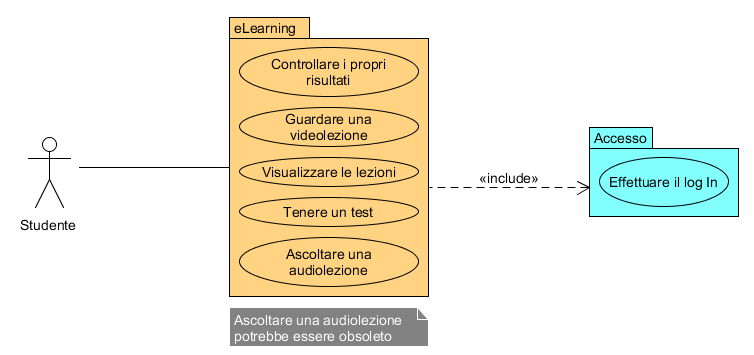 eLearning
Controllare i propri
risultati
Guardare una
videolezione
Visualizzare le lezioni
Tenere un test
Ascoltare una
audiolezione
Studente
«include»
Accesso
Effettuare il log In
Ascoltare una audiolezione
potrebbe essere obsoleto